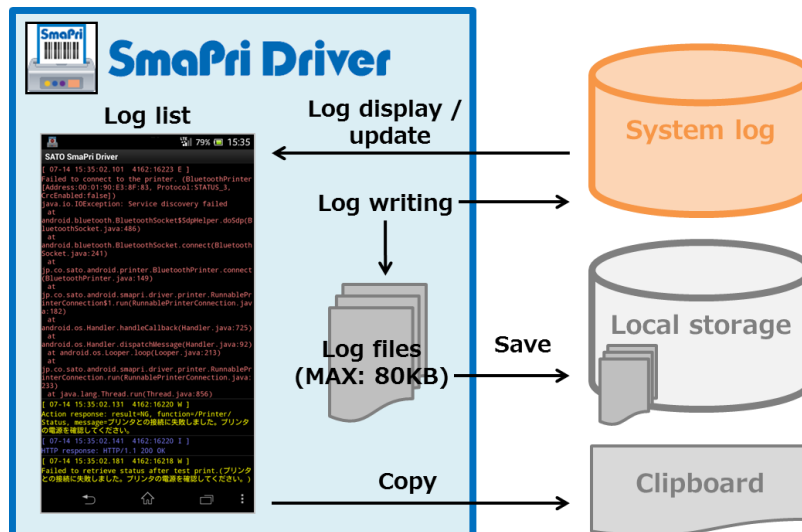 SmaPri
SmaPri Driver
Log list
Log display /
update
System log
79% 15:35
SATO SmaPri Driver
[ 07-14 15:35:02.101  4162:16223 E ]
Failed to connect to the printer. (BluetoothPrinter
[Address:00:01:90:E3:8F:83, Protocol:STATUS_3,
CrcEnabled:false])
java.io.IOException: Service discovery failed
at
android.bluetooth.BluetoothSocket$SdpHelper.doSdp(B
luetoothSocket.java:486)
at
android.bluetooth.BluetoothSocket.connect(Bluetooth
Socket.java:241)
at
jp.co.sato.android.printer.BluetoothPrinter.connect
(BluetoothPrinter.java:149)
at
jp.co.sato.android.smapri.driver.printer.RunnablePr
interConnection$1.run(RunnablePrinterConnection.jav
a:182)
at
android.os.Handler.handleCallback(Handler.java:725)
at
android.os.Handler.dispatchMessage(Handler.java:92)
at android.os.Looper.loop(Looper.java:213)
at
jp.co.sato.android.smapri.driver.printer.RunnablePr
interConnection.run(RunnablePrinterConnection.java:
233)
at java.lang.Thread.run(Thread.java:856)
[ 07-14 15:35:02.131  4162:16220 W ]
Action response: result=NG, function=/Printer/
Status, message=プリンタとの接続に失敗しました。プリンタ
の電源を確認してください。
[ 07-14 15:35:02.141  4162:16220 I ]
HTTP response: HTTP/1.1 200 OK
[ 07-14 15:35:02.181  4162:16218 W ]
Failed to retrieve status after test print.(プリンタ
との接続に失敗しました。プリンタの電源を確認してください。)
Log writing
Log files
(MAX: 80KB)
Save
Local storage
Copy
Clipboard